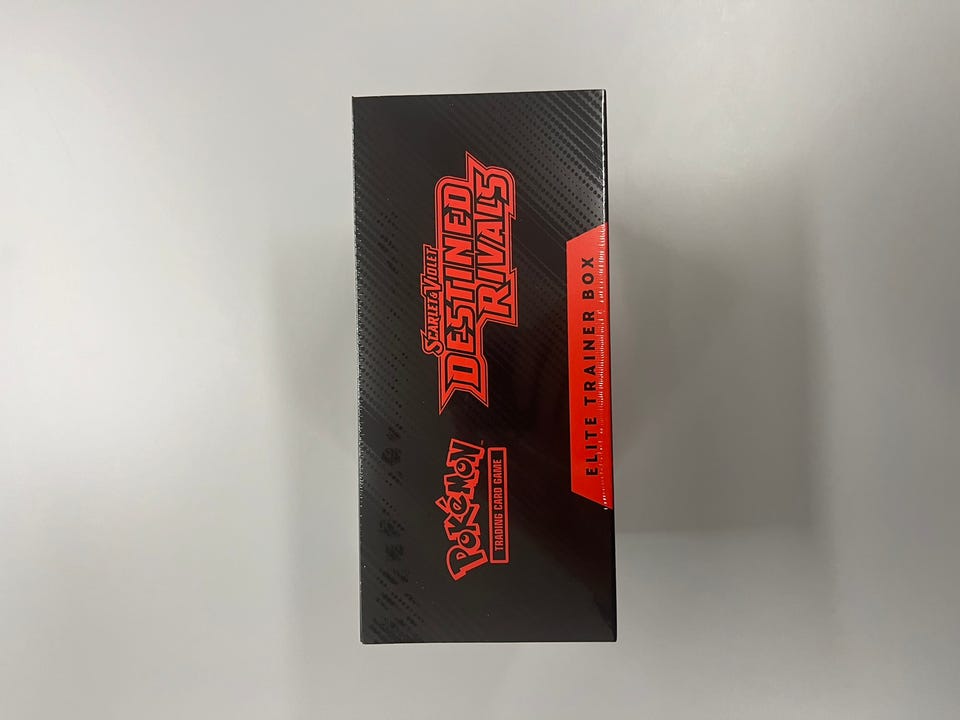 Pokémon
TRADING CARD GAME
SCARLET & VIOLET
DESTINED
RIVALS
ELITE TRAINER BOX